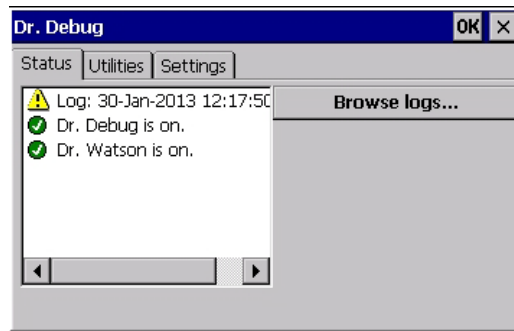 Dr. Debug OK ×
Status Utilities Settings
Log: 30-Jan-2013 12:17:50
Browse logs...
Dr. Debug is on.
Dr. Watson is on.